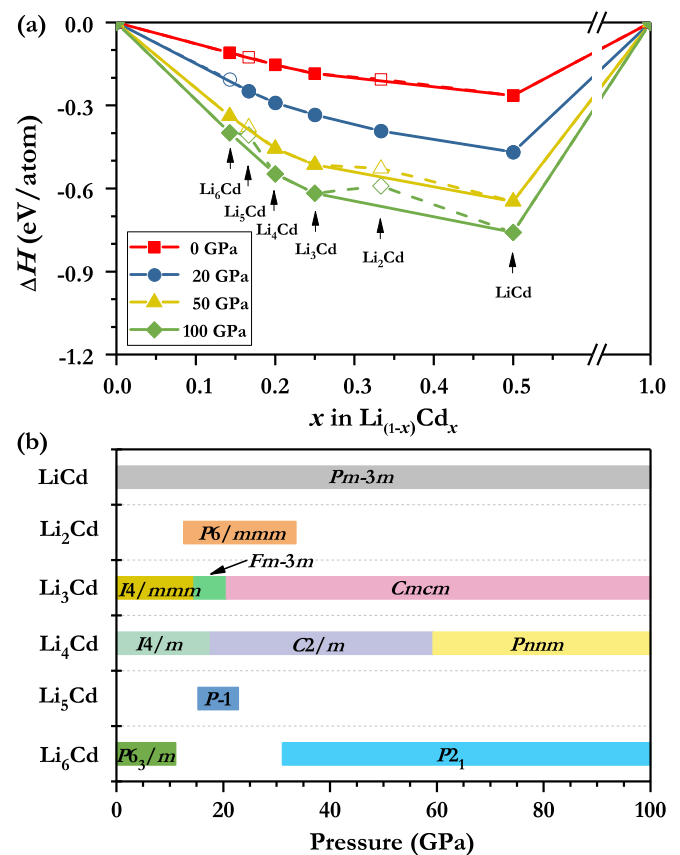 (a)
0.0
-0.3
-0.6
-0.9
-1.2
ΔH (eV/atom)
Li₆Cd
Li₅Cd
Li₄Cd
Li₃Cd
Li₂Cd
LiCd
0 GPa
20 GPa
50 GPa
100 GPa
0.0 0.1 0.2 0.3 0.4 0.5 1.0
x in Li₍₁₋ₓ₎Cdₓ
(b)
LiCd Pm-3m
Li₂Cd P6/mmm
Fm-3m
Li₃Cd I4/mmm Cmcm
Li₄Cd I4/m C2/m Pnnm
Li₅Cd P-1
Li₆Cd P6₃/m P2₁
0 20 40 60 80 100
Pressure (GPa)